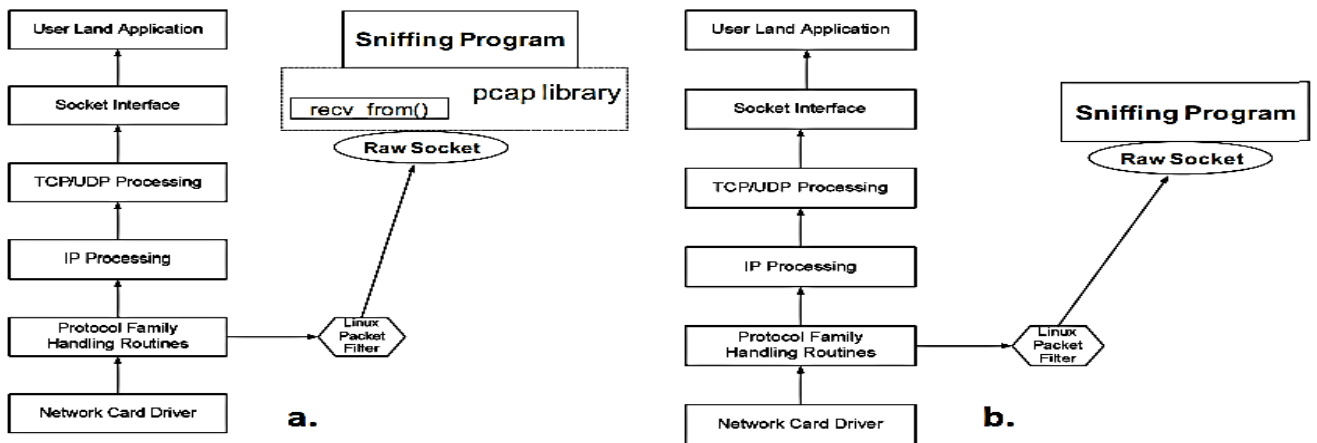 User Land Application
Socket Interface
TCP/UDP Processing
IP Processing
Protocol Family
Handling Routines
Network Card Driver
Sniffing Program
pcap library
recv_from()
Raw Socket
Linux
Packet
Filter
a.
User Land Application
Socket Interface
TCP/UDP Processing
IP Processing
Protocol Family
Handling Routines
Network Card Driver
Sniffing Program
Raw Socket
Linux
Packet
Filter
b.